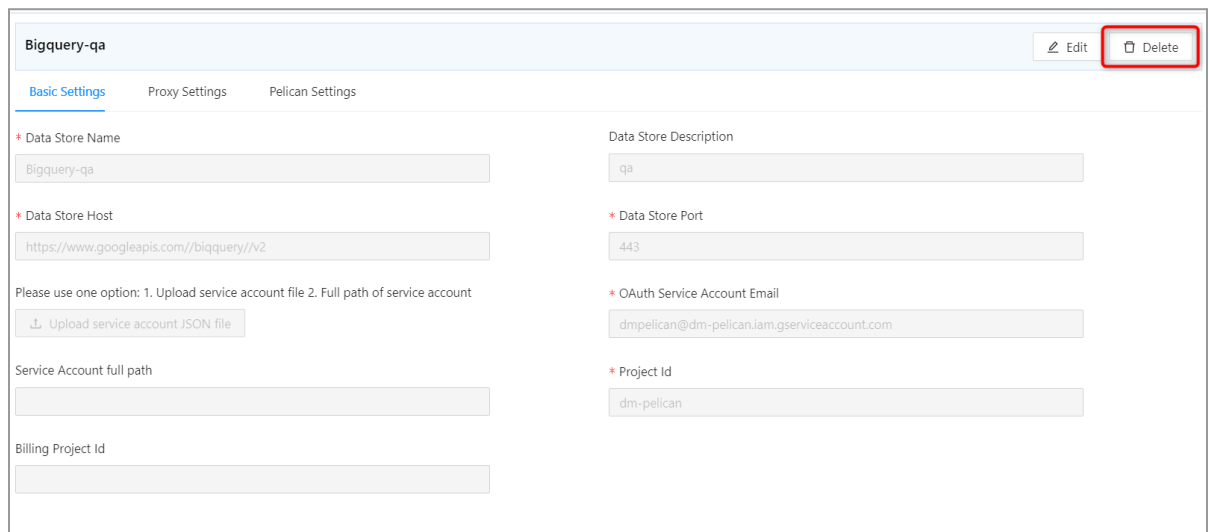 Bigquery-qa
Edit
Delete
Basic Settings
Proxy Settings
Pelican Settings
* Data Store Name
Data Store Description
Bigquery-qa
qa
* Data Store Host
* Data Store Port
https://www.googleapis.com//biqquery//v2
443
Please use one option: 1. Upload service account file 2. Full path of service account
* OAuth Service Account Email
Upload service account JSON file
dmpelican@dm-pelican.iam.gserviceaccount.com
Service Account full path
* Project Id
dm-pelican
Billing Project Id